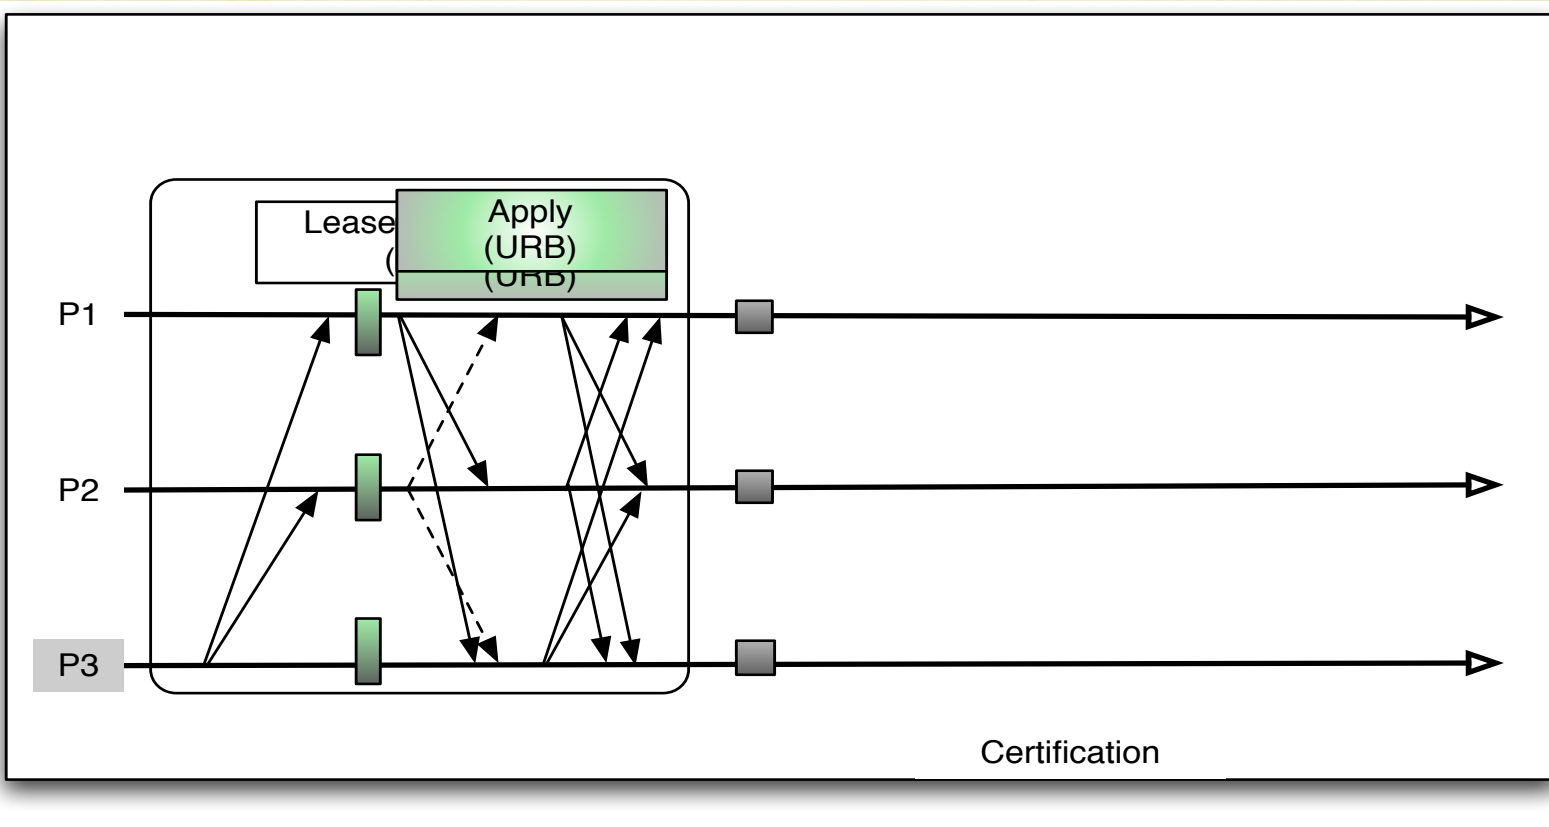 Lease
(
Apply
(URB)
(URB)
P1
P2
P3
Certification